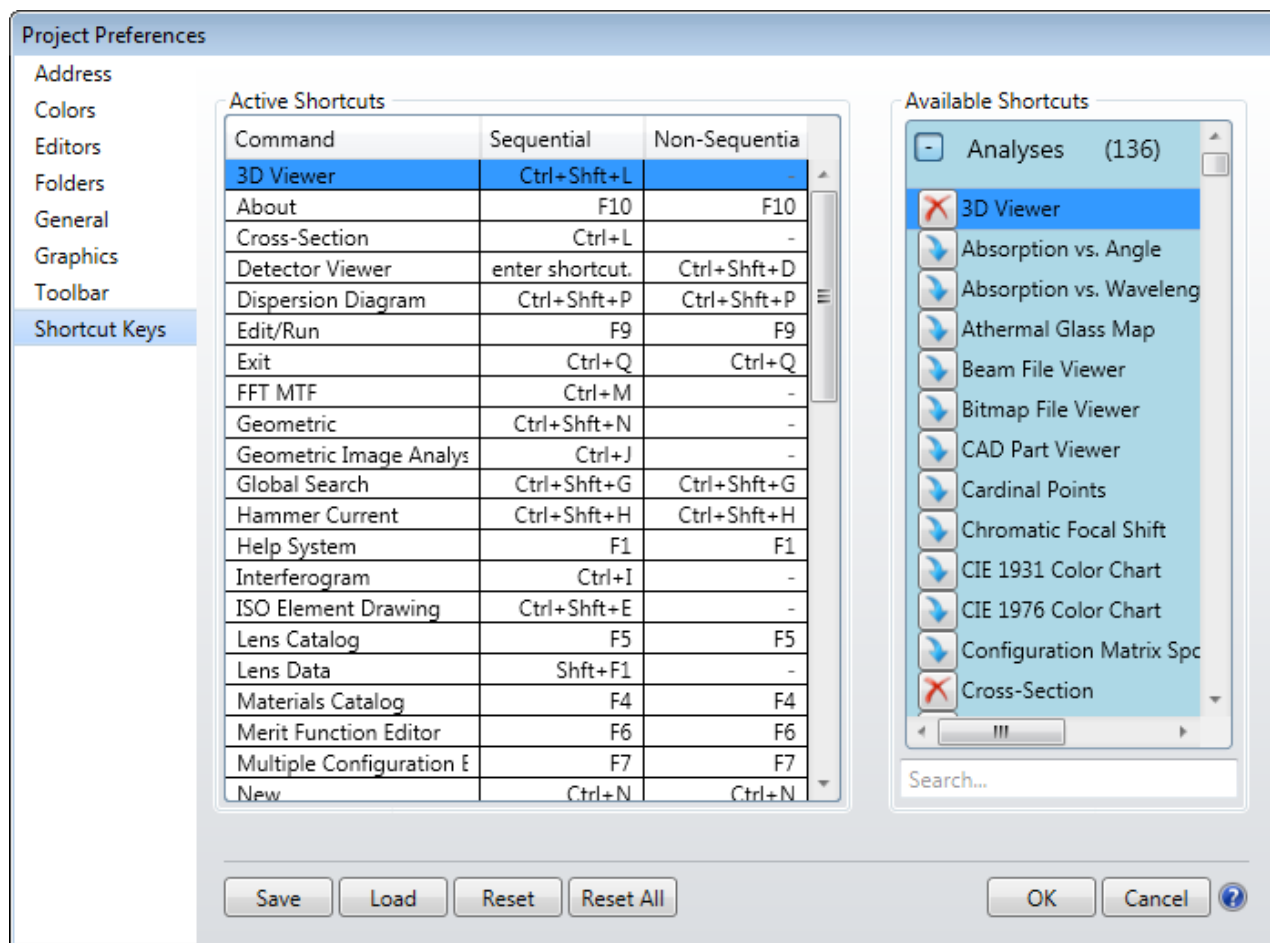 Project Preferences
Address
Colors
Editors
Folders
General
Graphics
Toolbar
Shortcut Keys
Active Shortcuts
Command Sequential Non-Sequentia
3D Viewer Ctrl+Shft+L -
About F10 F10
Cross-Section Ctrl+L -
Detector Viewer enter shortcut. Ctrl+Shft+D
Dispersion Diagram Ctrl+Shft+P Ctrl+Shft+P
Edit/Run F9 F9
Exit Ctrl+Q Ctrl+Q
FFT MTF Ctrl+M -
Geometric Ctrl+Shft+N -
Geometric Image Analys Ctrl+J -
Global Search Ctrl+Shft+G Ctrl+Shft+G
Hammer Current Ctrl+Shft+H Ctrl+Shft+H
Help System F1 F1
Interferogram Ctrl+I -
ISO Element Drawing Ctrl+Shft+E -
Lens Catalog F5 F5
Lens Data Shft+F1 -
Materials Catalog F4 F4
Merit Function Editor F6 F6
Multiple Configuration E F7 F7
New Ctrl+N Ctrl+N
Available Shortcuts
- Analyses (136)
3D Viewer
Absorption vs. Angle
Absorption vs. Waveleng
Athermal Glass Map
Beam File Viewer
Bitmap File Viewer
CAD Part Viewer
Cardinal Points
Chromatic Focal Shift
CIE 1931 Color Chart
CIE 1976 Color Chart
Configuration Matrix Spo
Cross-Section
Search...
Save Load Reset Reset All OK Cancel ?